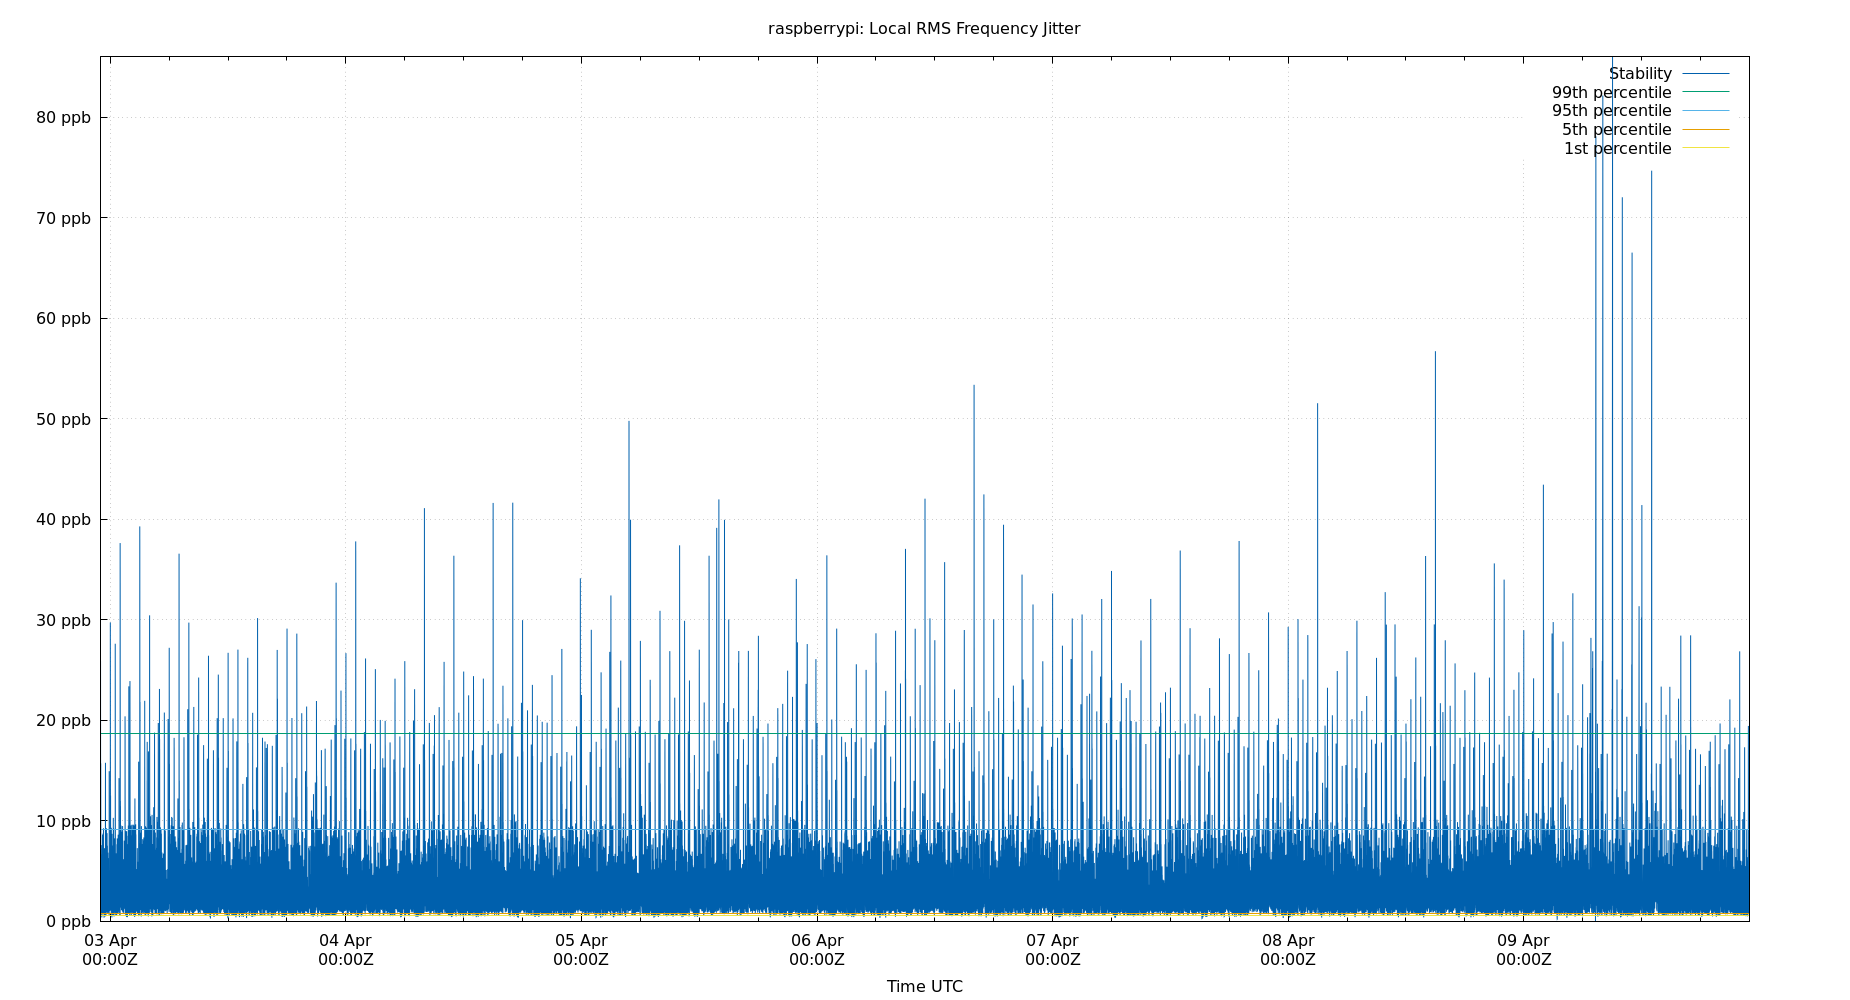 raspberrypi: Local RMS Frequency Jitter
Stability
99th percentile
95th percentile
5th percentile
1st percentile
80 ppb
70 ppb
60 ppb
50 ppb
40 ppb
30 ppb
20 ppb
10 ppb
0 ppb
03 Apr 04 Apr 05 Apr 06 Apr 07 Apr 08 Apr 09 Apr
00:00Z 00:00Z 00:00Z 00:00Z 00:00Z 00:00Z 00:00Z
Time UTC